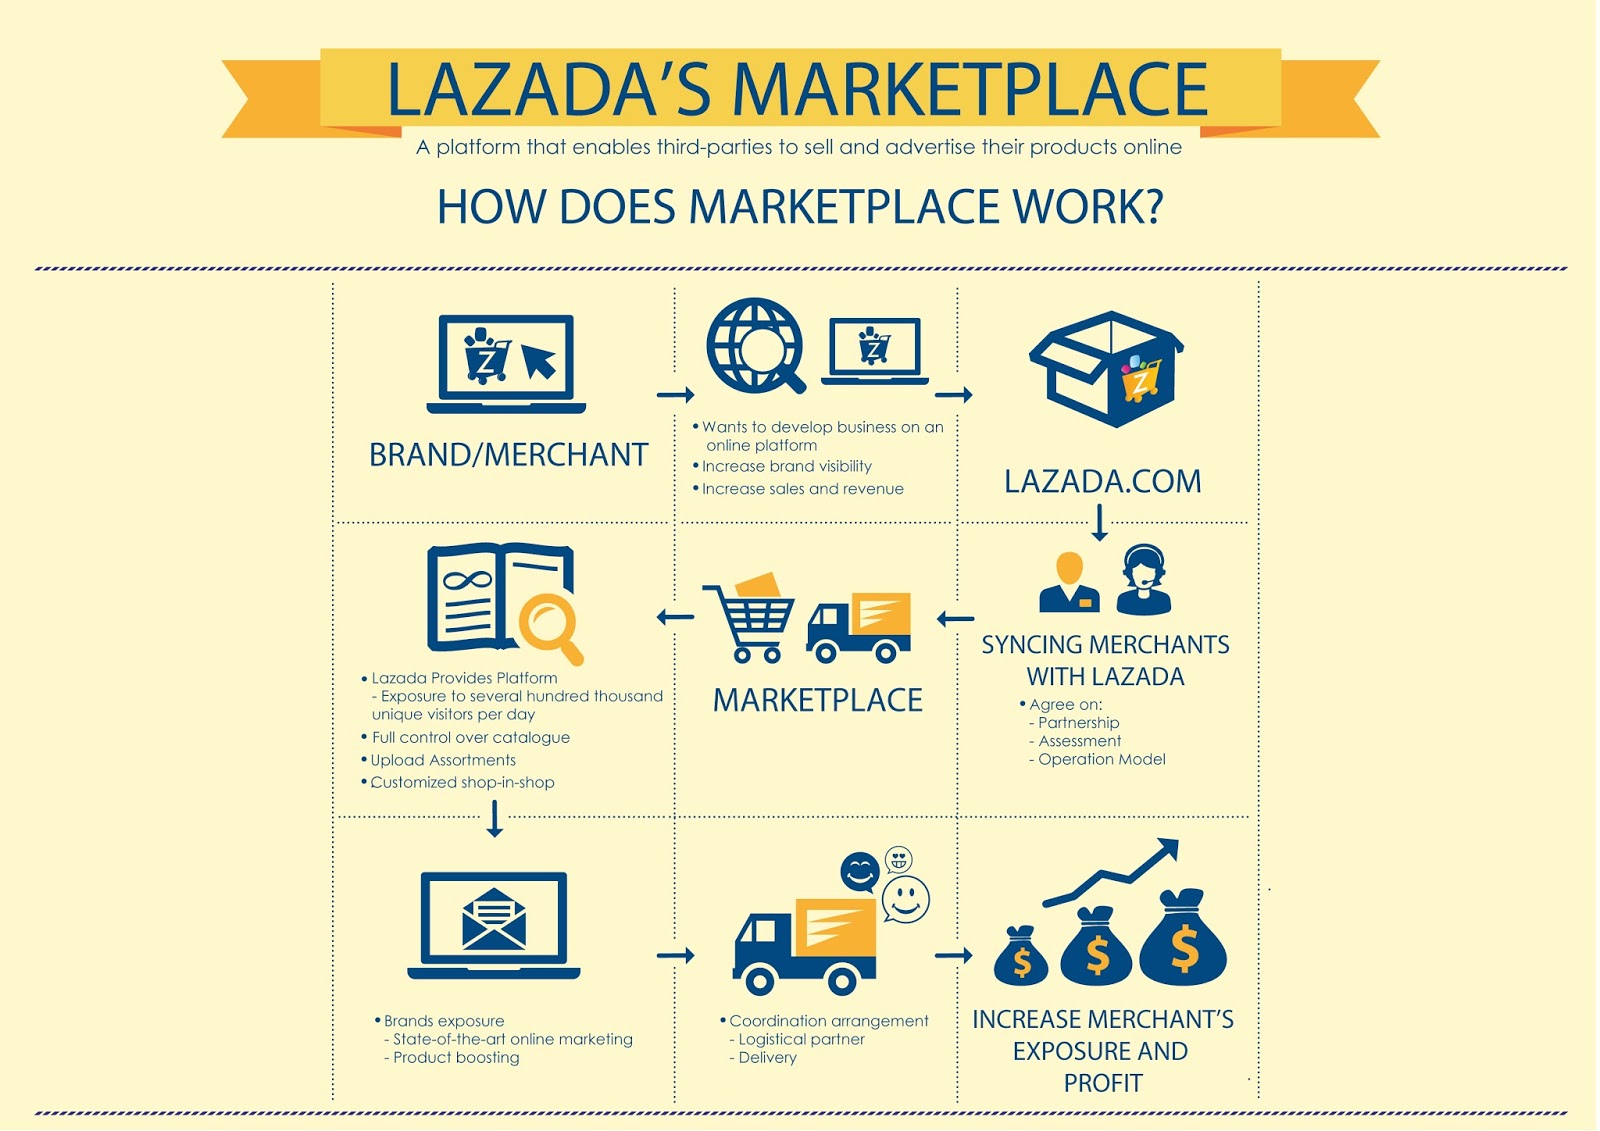 LAZADA'S MARKETPLACE
A platform that enables third-parties to sell and advertise their products online
HOW DOES MARKETPLACE WORK?
Z
BRAND/MERCHANT
Z
• Wants to develop business on an
online platform
• Increase brand visibility
• Increase sales and revenue
Z
LAZADA.COM
• Lazada Provides Platform
- Exposure to several hundred thousand
unique visitors per day
• Full control over catalogue
• Upload Assortments
• Customized shop-in-shop
MARKETPLACE
SYNCING MERCHANTS
WITH LAZADA
• Agree on:
- Partnership
- Assessment
- Operation Model
• Brands exposure
- State-of-the-art online marketing
- Product boosting
• Coordination arrangement
- Logistical partner
- Delivery
$ $ $
INCREASE MERCHANT'S
EXPOSURE AND
PROFIT